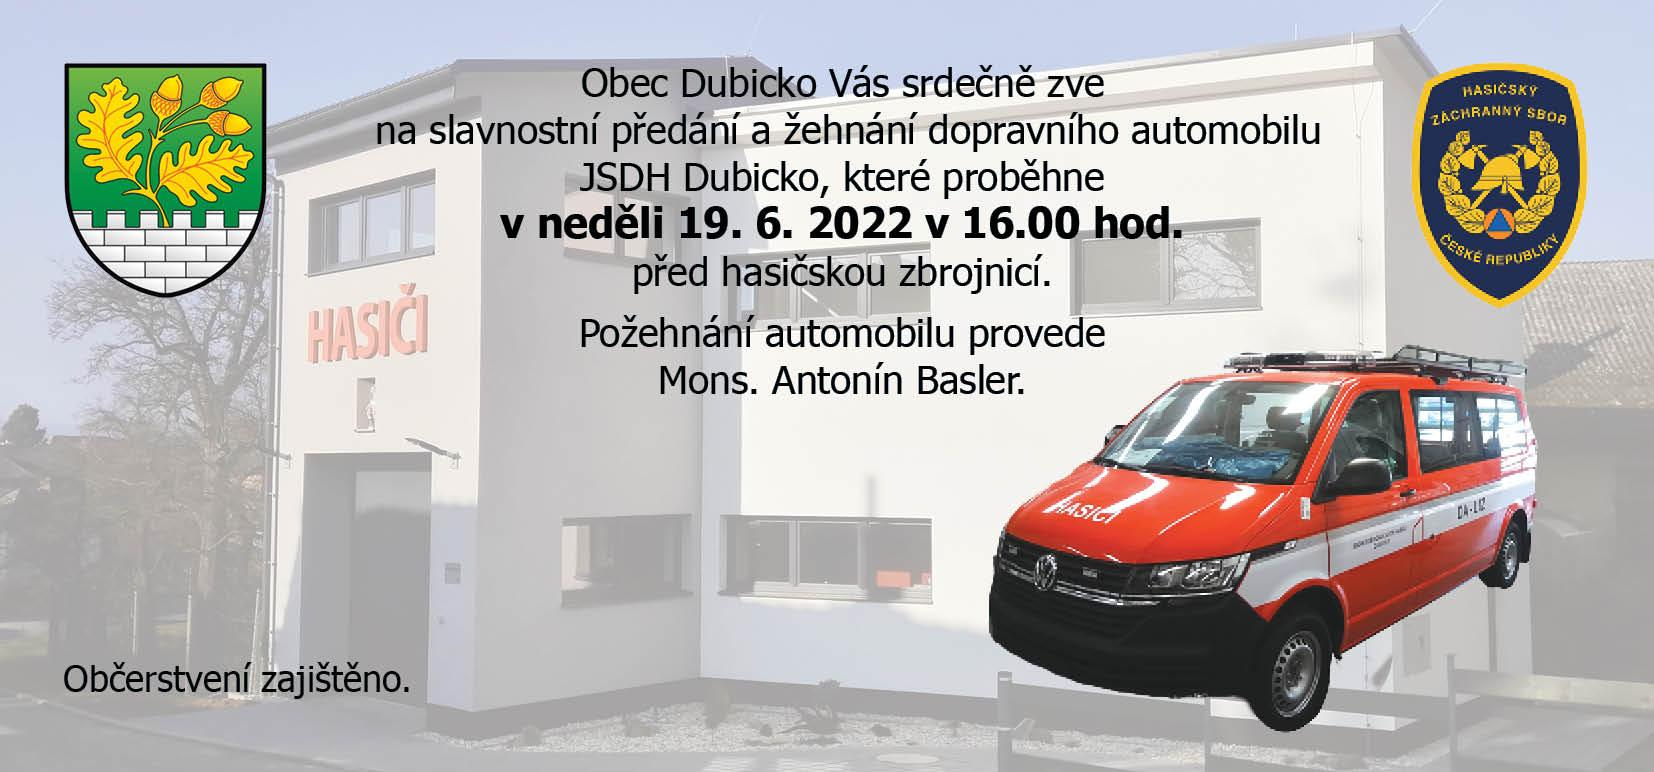 Obec Dubicko Vás srdečně zve
na slavnostní předání a žehnání dopravního automobilu
JSDH Dubicko, které proběhne
v neděli 19. 6. 2022 v 16.00 hod.
před hasičskou zbrojnicí.
Požehnání automobilu provede
Mons. Antonín Basler.
HASIČSKÝ
ZÁCHRANNÝ SBOR
ČESKÉ REPUBLIKY
HASIČI
HASIČI
DA - L1Z
Občerstvení zajištěno.